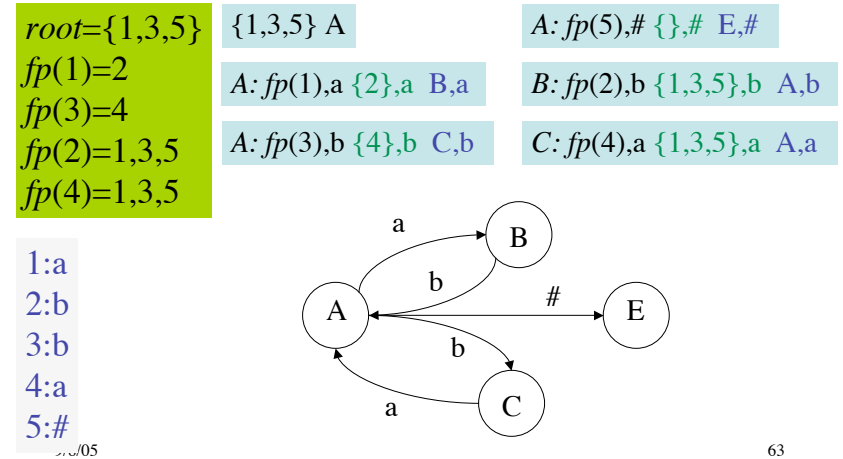 root={1,3,5}
fp(1)=2
fp(3)=4
fp(2)=1,3,5
fp(4)=1,3,5
{1,3,5} A
A: fp(5),# {},# E,#
A: fp(1),a {2},a B,a
B: fp(2),b {1,3,5},b A,b
A: fp(3),b {4},b C,b
C: fp(4),a {1,3,5},a A,a
1:a
2:b
3:b
4:a
5:#
a
B
b
#
A
E
b
a
C
/05
63